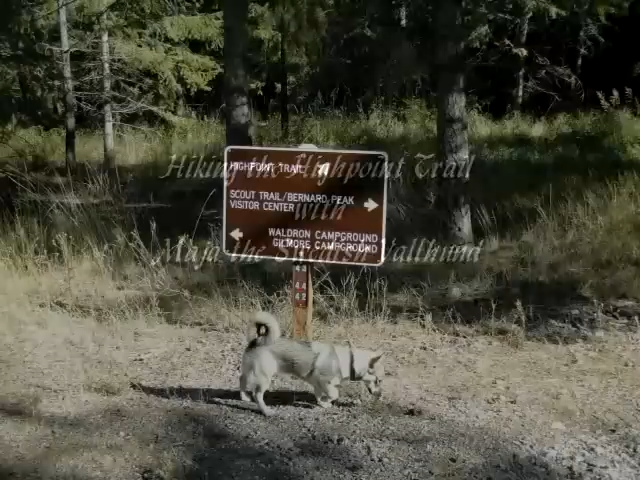 Hiking the Highpoint Trail
HIGHPOINT TRAIL
SCOUT TRAIL/BERNARD PEAK
VISITOR CENTER
With
WALDRON CAMPGROUND
GILMORE CAMPGROUND
Maja the Swedish Vallhund